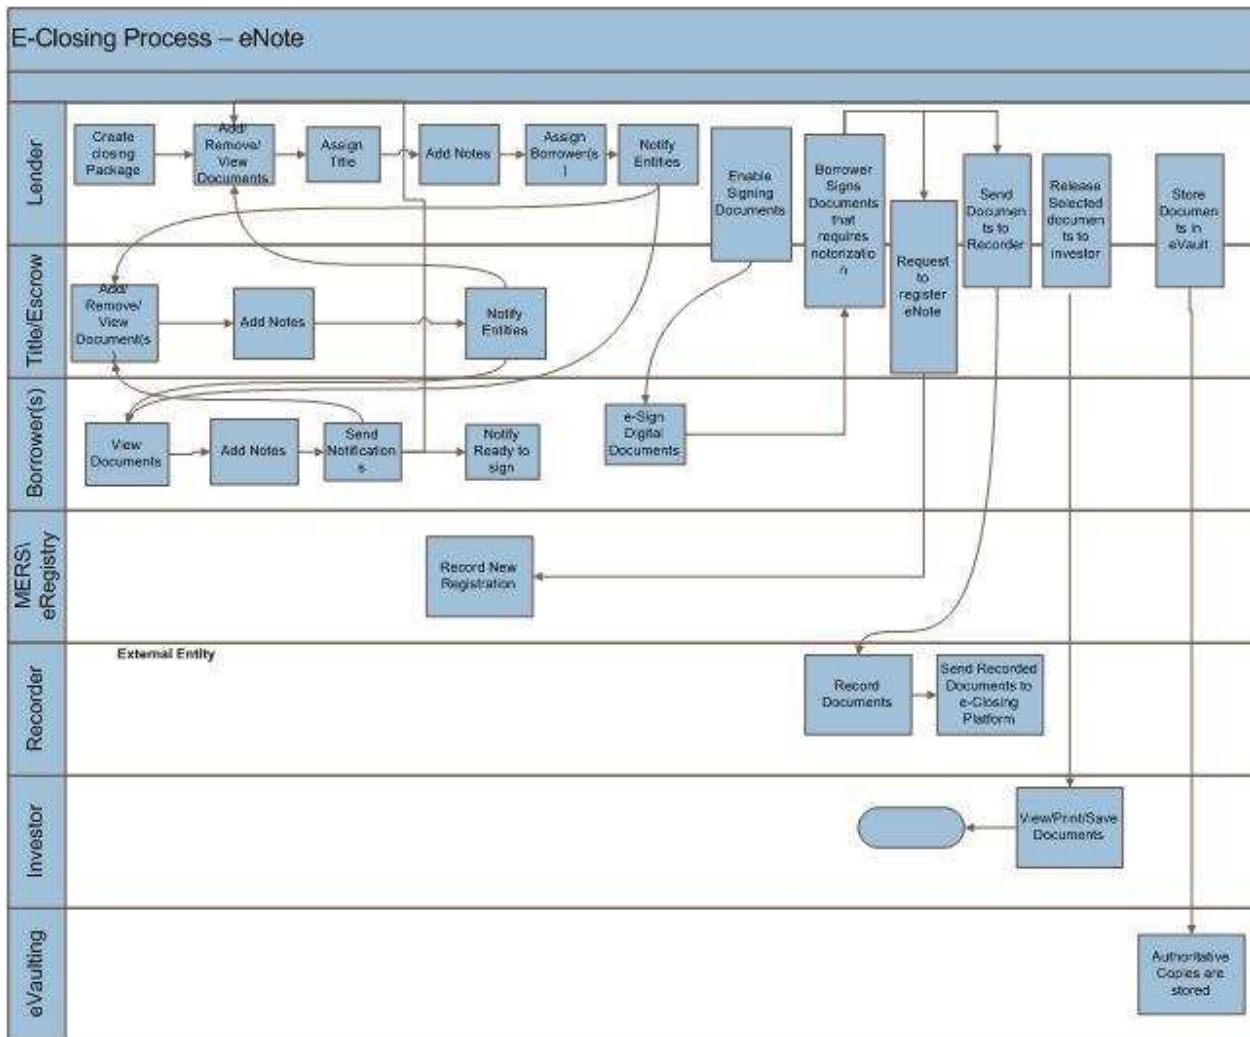 E-Closing Process – eNote
Lender
Create
closing
Package
Add/
Remove/
View
Documents
Assign
Title
Add Notes
Assign
Borrower(s
)
Notify
Entities
Enable
Signing
Documents
Borrower
Signs
Documents
that
requires
notorizatio
n
Request
to
register
eNote
Send
Documen
ts to
Recorder
Release
Selected
docume
nts to
investor
Store
Documen
ts in
eVault
Title/Escrow
Add/
Remove/
View
Document(s
Add Notes
Notify
Entities
Borrower(s)
View
Documents
Add Notes
Send
Notification
s
Notify
Ready to
sign
e-Sign
Digital
Documents
MERS\
eRegistry
Record New
Registration
Recorder
External Entity
Record
Documents
Send Recorded
Documents to
e-Closing
Platform
Investor
View/Print/Save
Documents
eVaulting
Authoritative
Copies are
stored